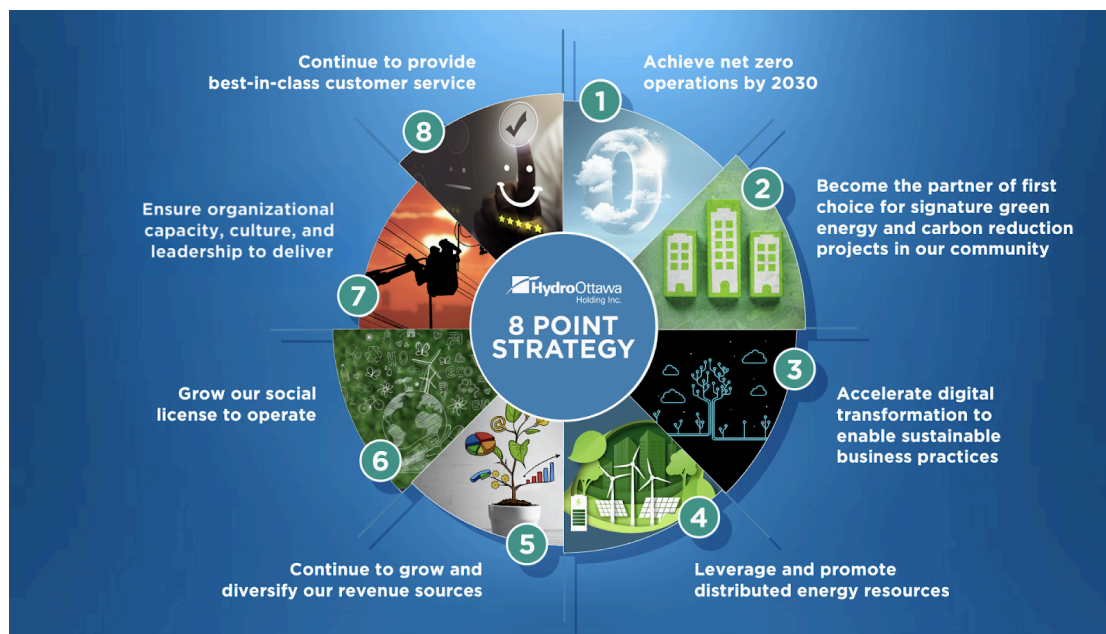 HydroOttawa
Holding Inc.
8 POINT
STRATEGY
1
Achieve net zero
operations by 2030
2
Become the partner of first
choice for signature green
energy and carbon reduction
projects in our community
3
Accelerate digital
transformation to
enable sustainable
business practices
4
Leverage and promote
distributed energy resources
5
Continue to grow and
diversify our revenue sources
6
Grow our social
license to operate
7
Ensure organizational
capacity, culture, and
leadership to deliver
8
Continue to provide
best-in-class customer service